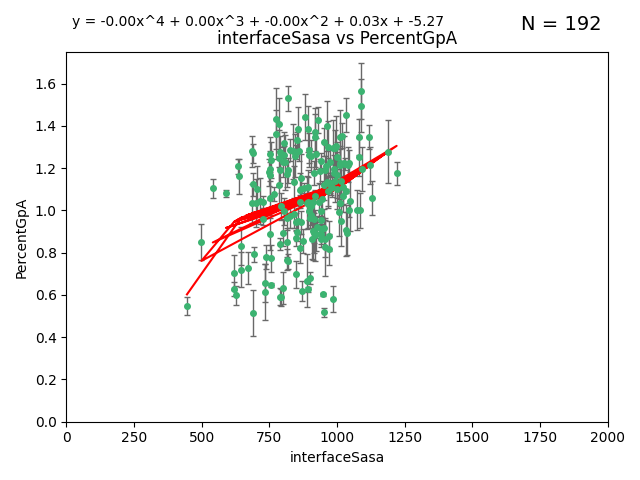 y = -0.00x^4 + 0.00x^3 + -0.00x^2 + 0.03x + -5.27
N = 192
interfaceSasa vs PercentGpA
PercentGpA
1.6
1.4
1.2
1.0
0.8
0.6
0.4
0.2
0.0
0 250 500 750 1000 1250 1500 1750 2000
interfaceSasa